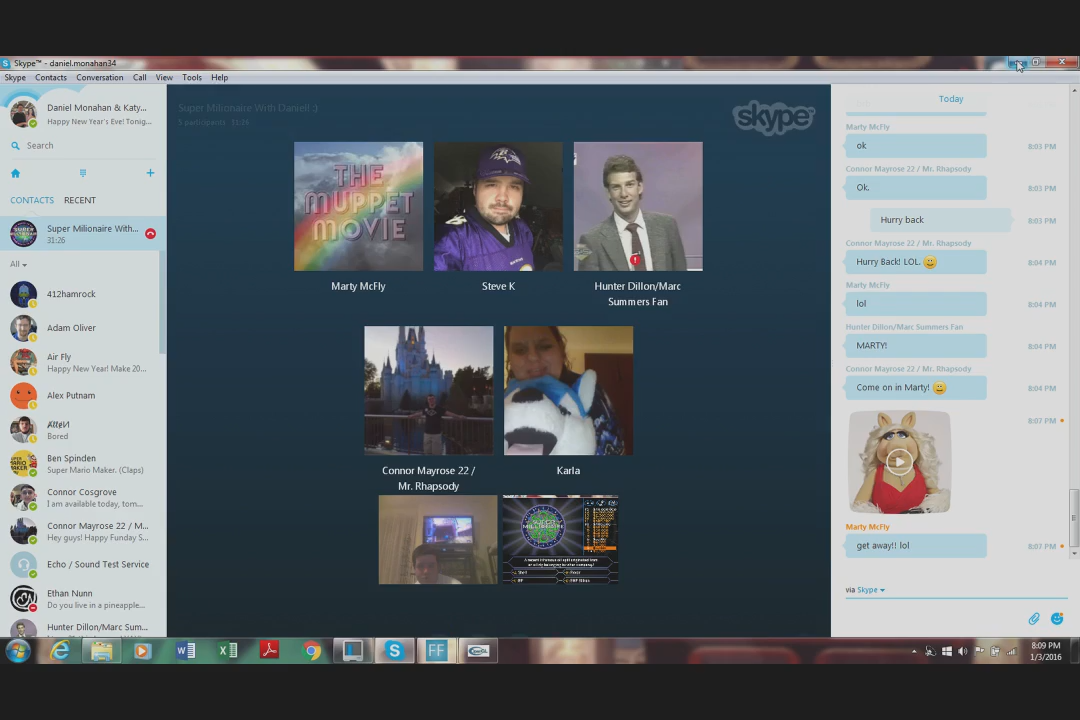 Skype™ - daniel.monahan34
Skype Contacts Conversation Call View Tools Help
Daniel Monahan & Katy...
Happy New Year's Eve! Tonig...
Search
CONTACTS RECENT
Super Milionaire With...
31:26
All
412hamrock
Adam Oliver
Air Fly
Happy New Year! Make 20...
Alex Putnam
Bored
Ben Spinden
Super Mario Maker. (Claps)
Connor Cosgrove
I am available today, tom...
Connor Mayrose 22 / M...
Hey guys! Happy Funday S...
Echo / Sound Test Service
Ethan Nunn
Do you live in a pineapple...
Hunter Dillon/Marc Sum...
Super Milionaire With Daniel! :)
5 participants 31:26
skype™
THE
MUPPET
MOVIE
Marty McFly
Steve K
Hunter Dillon/Marc
Summers Fan
Connor Mayrose 22 /
Mr. Rhapsody
Karla
SUPER
MILLIONAIRE
Today
Marty McFly
ok 8:03 PM
Connor Mayrose 22 / Mr. Rhapsody
Ok. 8:03 PM
Hurry back 8:03 PM
Connor Mayrose 22 / Mr. Rhapsody
Hurry Back! LOL. 8:04 PM
Marty McFly
lol 8:04 PM
Hunter Dillon/Marc Summers Fan
MARTY! 8:04 PM
Connor Mayrose 22 / Mr. Rhapsody
Come on in Marty! 8:04 PM
8:07 PM
Marty McFly
get away!! lol 8:07 PM
via Skype
FF
8:09 PM
1/3/2016